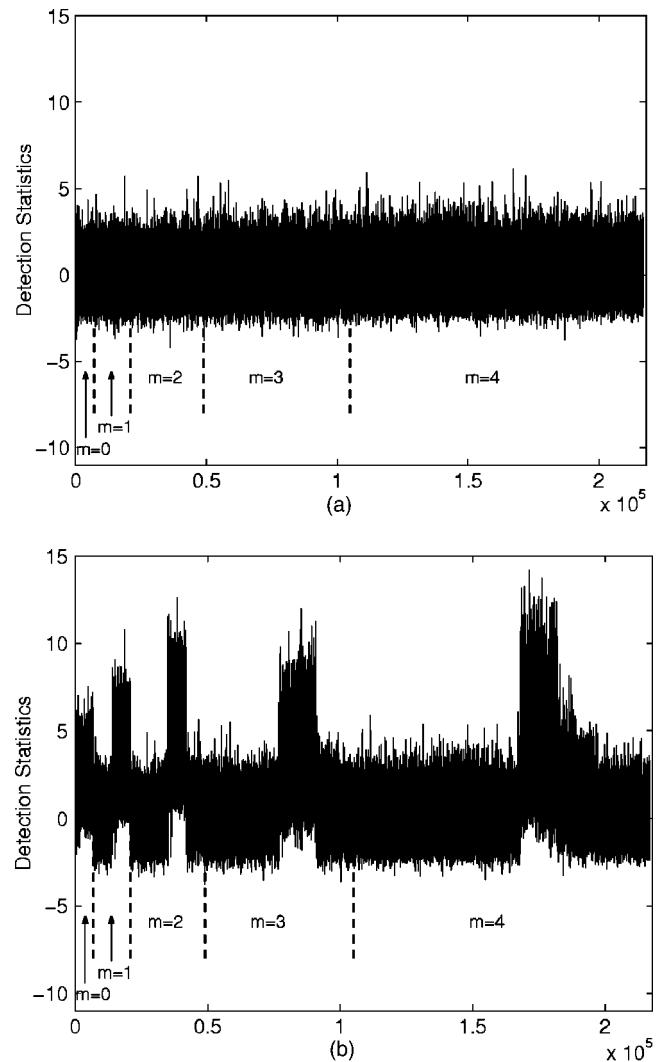 15
10
5
0
−5
−10
Detection Statistics
m=0
m=1
m=2
m=3
m=4
0
0.5
1
1.5
2
x 10^5
(a)
15
10
5
0
−5
−10
Detection Statistics
m=0
m=1
m=2
m=3
m=4
0
0.5
1
1.5
2
x 10^5
(b)